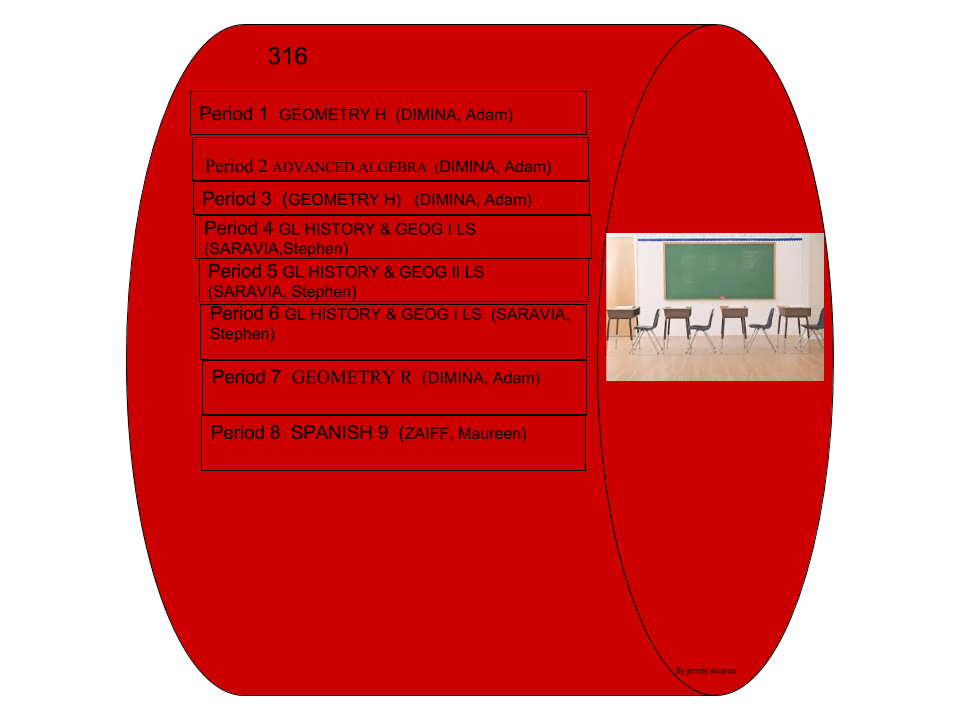 316
Period 1 GEOMETRY H (DIMINA, Adam)
Period 2 ADVANCED ALGEBRA (DIMINA, Adam)
Period 3 (GEOMETRY H) (DIMINA, Adam)
Period 4 GL HISTORY & GEOG I LS
(SARAVIA,Stephen)
Period 5 GL HISTORY & GEOG II LS
(SARAVIA, Stephen)
Period 6 GL HISTORY & GEOG I LS (SARAVIA,
Stephen)
Period 7 GEOMETRY R (DIMINA, Adam)
Period 8 SPANISH 9 (ZAIFF, Maureen)
By jimmy alvarez